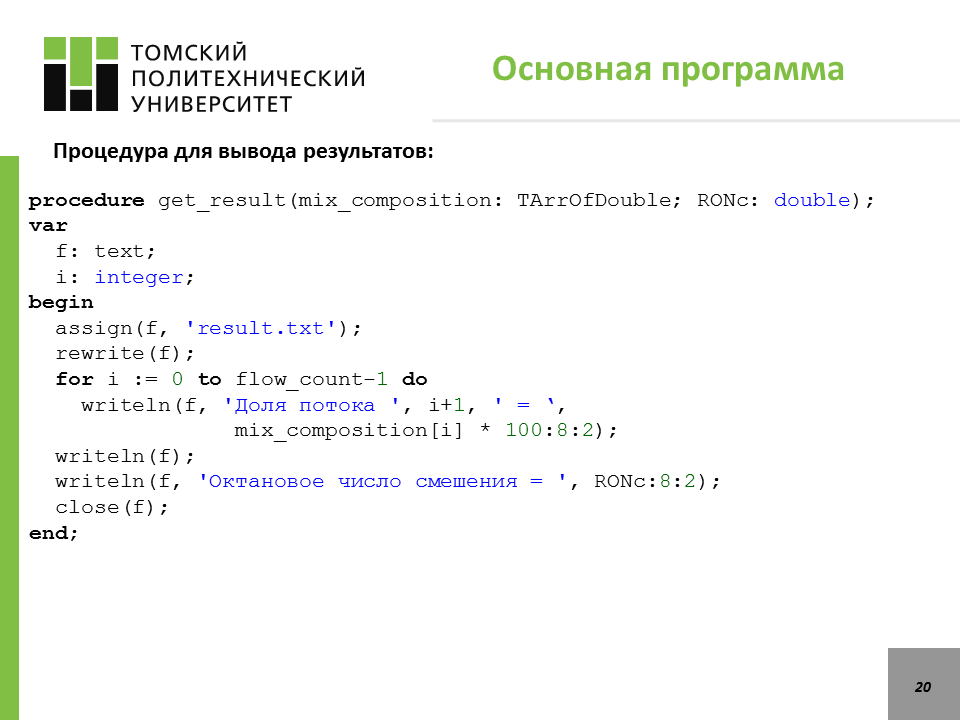 ТОМСКИЙ
ПОЛИТЕХНИЧЕСКИЙ
УНИВЕРСИТЕТ
Основная программа
Процедура для вывода результатов:
procedure get_result(mix_composition: TArrOfDouble; RONc: double);
var
  f: text;
  i: integer;
begin
  assign(f, 'result.txt');
  rewrite(f);
  for i := 0 to flow_count-1 do
    writeln(f, 'Доля потока ', i+1, ' = ‘,
                mix_composition[i] * 100:8:2);
  writeln(f);
  writeln(f, 'Октановое число смешения = ', RONc:8:2);
  close(f);
end;
20